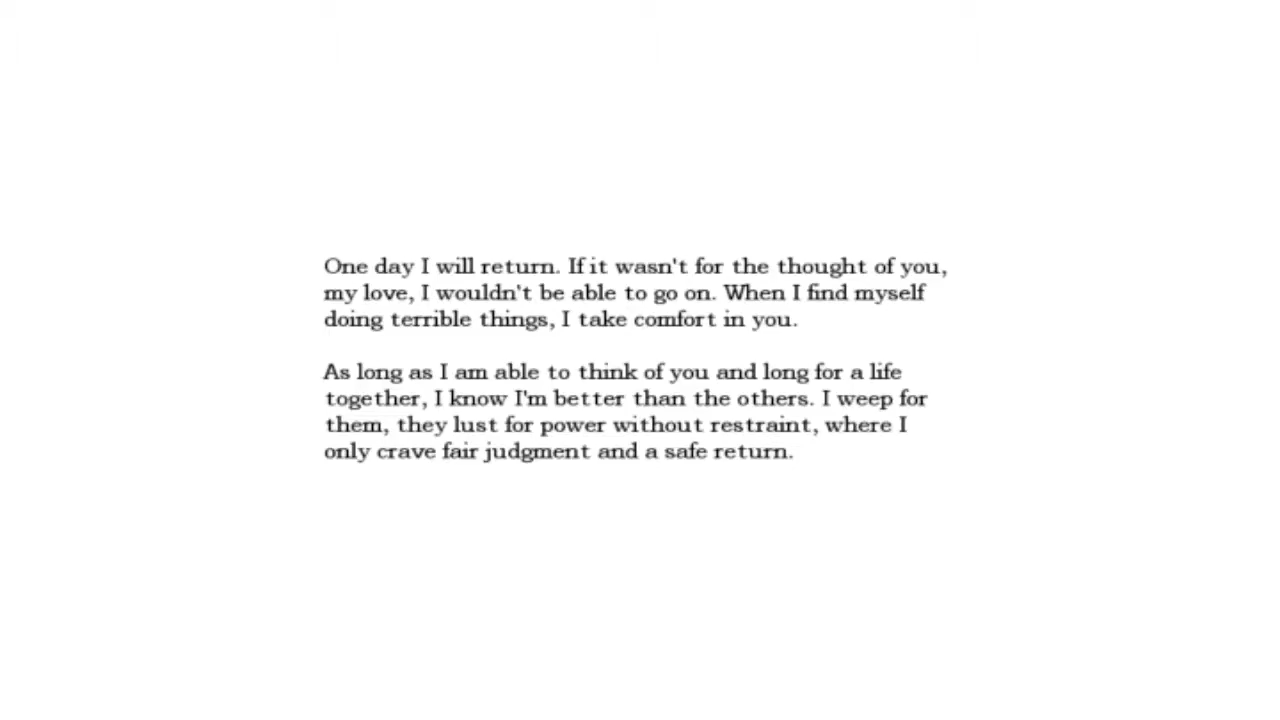 One day I will return. If it wasn't for the thought of you,
my love, I wouldn't be able to go on. When I find myself
doing terrible things, I take comfort in you.
As long as I am able to think of you and long for a life
together, I know I'm better than the others. I weep for
them, they lust for power without restraint, where I
only crave fair judgment and a safe return.